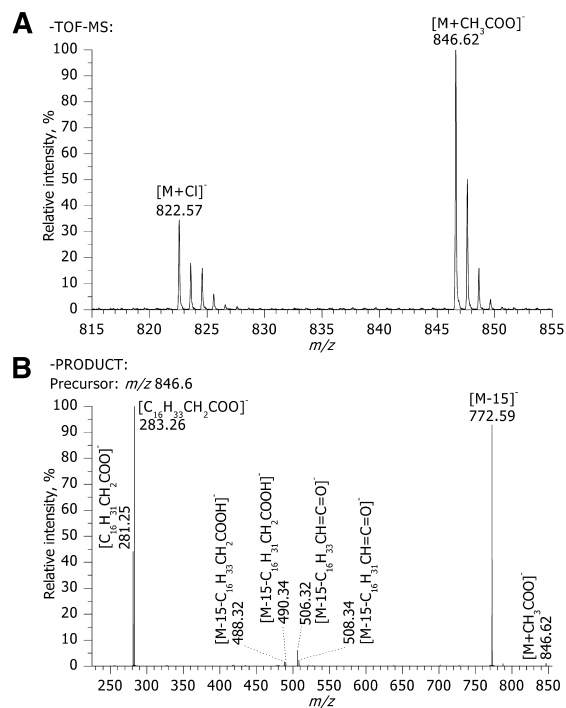 A
-TOF-MS:
[M+CH3COO]-
846.62
[M+Cl]-
822.57
Relative intensity, %
100
90
80
70
60
50
40
30
20
10
0
815 820 825 830 835 840 845 850 855
m/z
B
-PRODUCT:
Precursor: m/z 846.6
[C16H33CH2COO]-
283.26
[M-15]-
772.59
[C16H31CH2COO]-
281.25
[M-15-C16H33CH2COOH]-
488.32
[M-15-C16H31CH2COOH]-
490.34
506.32
[M-15-C16H33CH=C=O]-
508.34
[M-15-C16H31CH=C=O]-
[M+CH3COO]-
846.62
Relative intensity, %
100
90
80
70
60
50
40
30
20
10
0
250 300 350 400 450 500 550 600 650 700 750 800 850
m/z